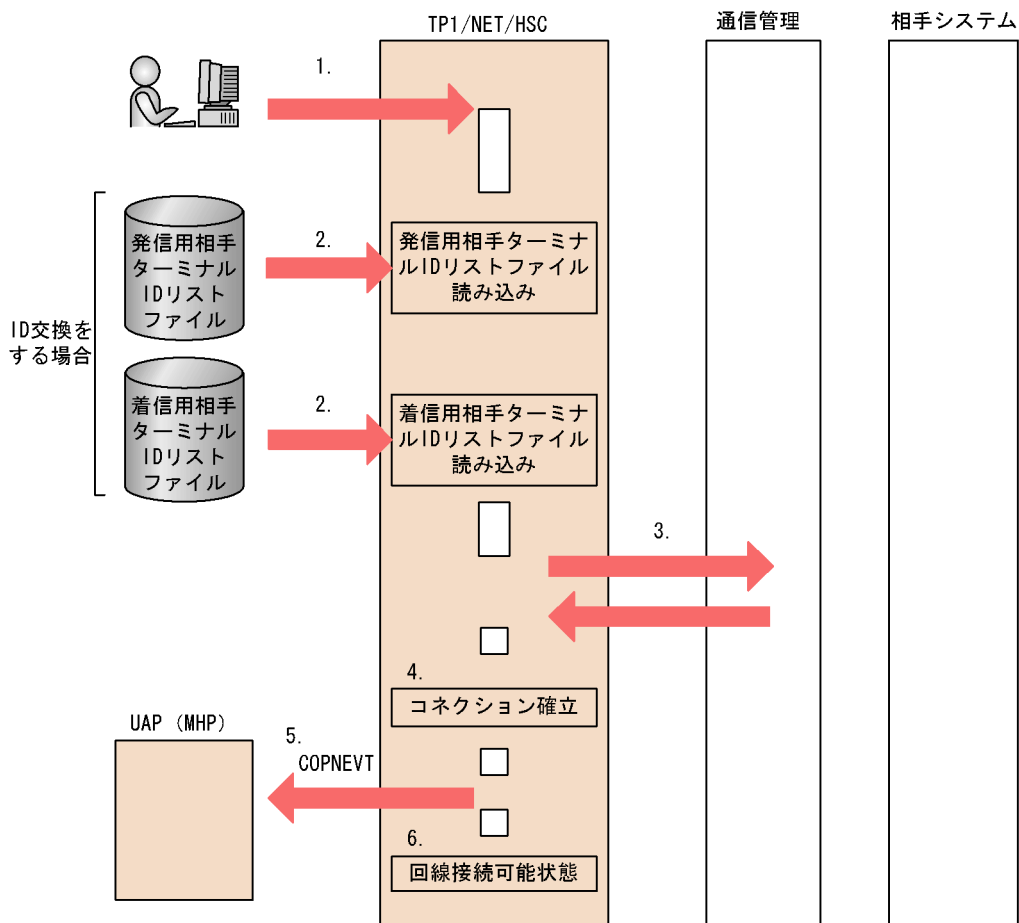 TP1/NET/HSC
通信管理
相手システム
1.
ID交換を
する場合
発信用相手
ターミナル
IDリスト
ファイル
2.
発信用相手ターミナ
ルIDリストファイル
読み込み
着信用相手
ターミナル
IDリスト
ファイル
2.
着信用相手ターミナ
ルIDリストファイル
読み込み
3.
4.
コネクション確立
UAP (MHP)
5.
COPNEVT
6.
回線接続可能状態